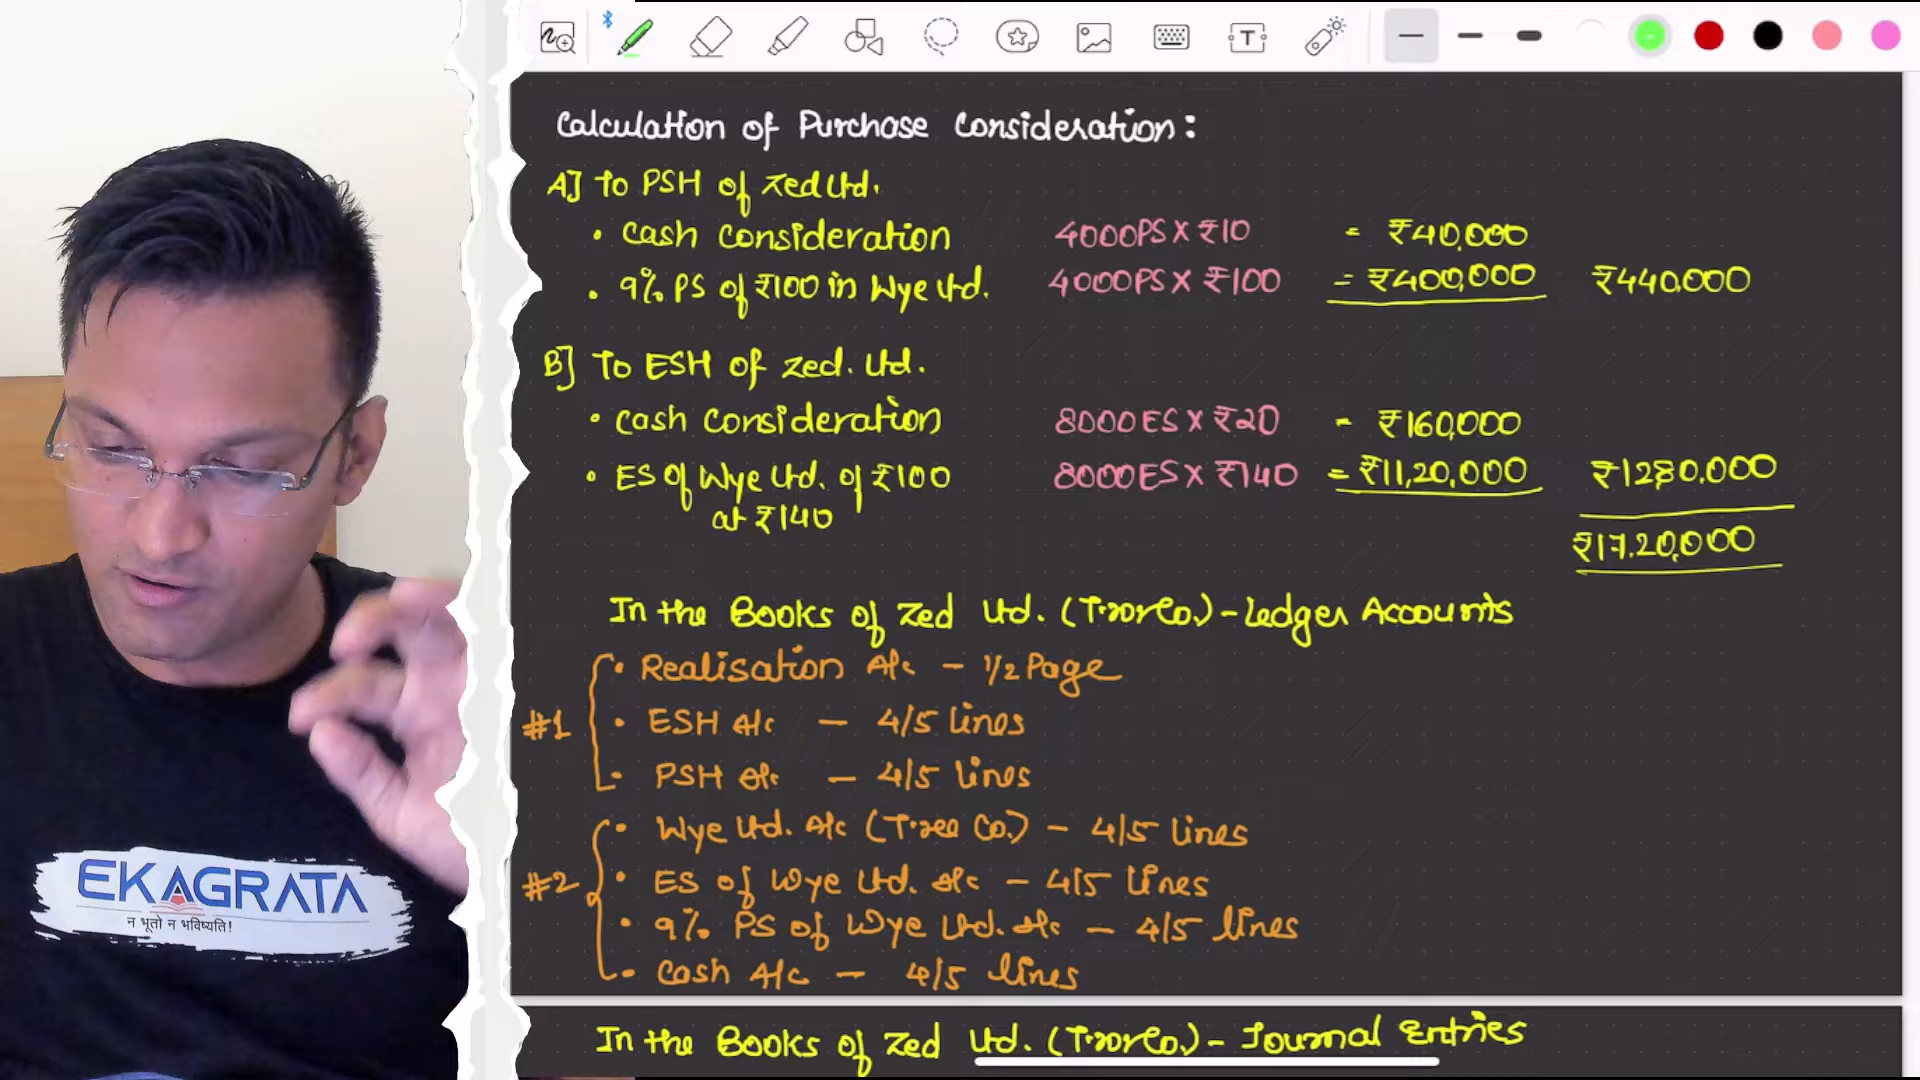 Calculation of Purchase Consideration:
A] To PSH of Zed Ltd.
• Cash Consideration 4000PS X ₹10 = ₹40,000
• 9% PS of ₹100 in Wye Ltd. 4000PS X ₹100 = ₹400,000 ₹440,000
B] To ESH of Zed. Ltd.
• Cash Consideration 8000ES X ₹20 = ₹160,000
• ES of Wye Ltd. of ₹100 8000ES X ₹140 = ₹11,20,000 ₹1280,000
at ₹140
₹17,20,000
In the Books of Zed Ltd. (T'ror Co.) - Ledger Accounts
• Realisation A/c - 1/2 Page
#1 • ESH A/c - 4/5 lines
• PSH A/c - 4/5 lines
• Wye Ltd. A/c (T'ree Co.) - 4/5 lines
#2 • ES of Wye Ltd. A/c - 4/5 lines
• 9% PS of Wye Ltd. A/c - 4/5 lines
• Cash A/c - 4/5 lines
In the Books of Zed Ltd. (T'ror Co.) - Journal Entries
EKAGRATA
न भूतो न भविष्यति!